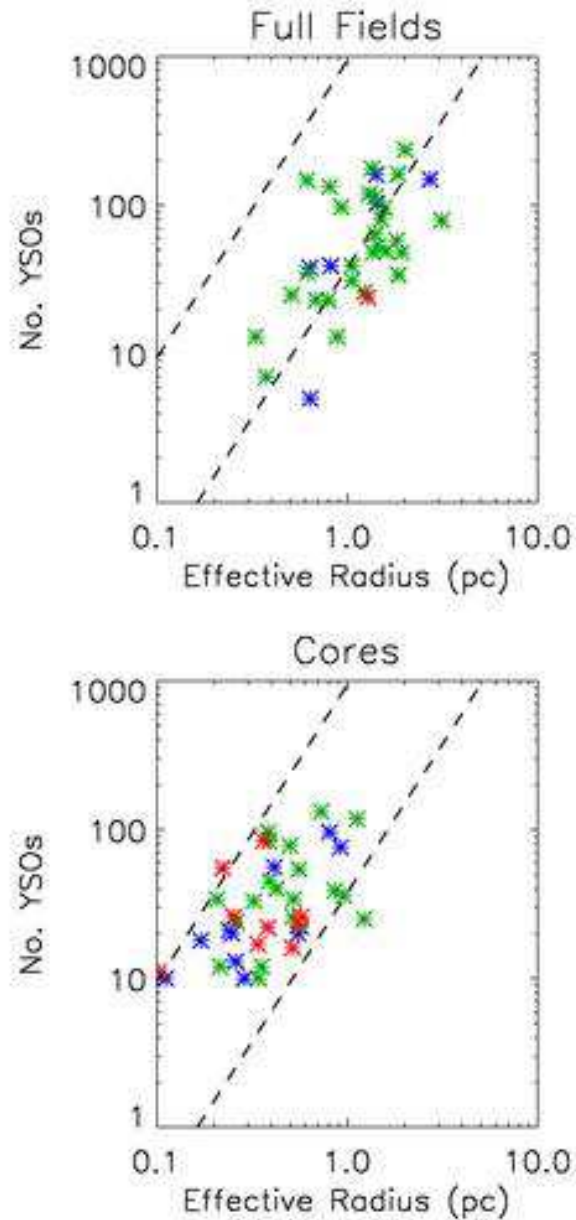 Full Fields
1000
100
10
1
No. YSOs
0.1 1.0 10.0
Effective Radius (pc)
Cores
1000
100
10
1
No. YSOs
0.1 1.0 10.0
Effective Radius (pc)